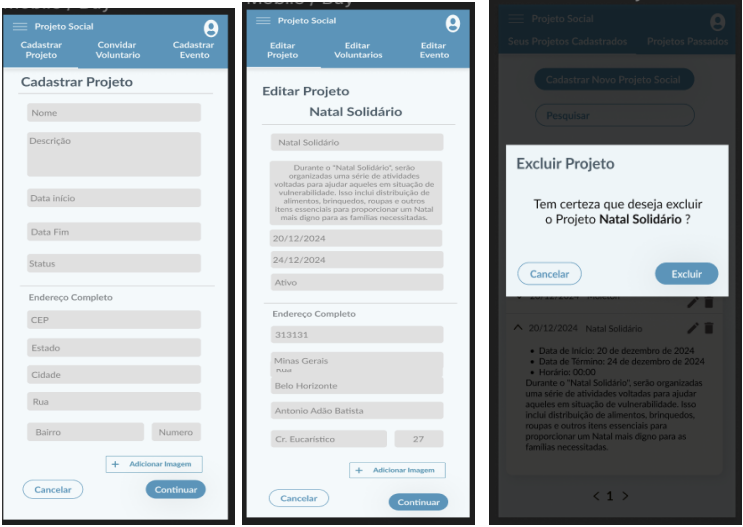 Mobile / Day
Projeto Social
Cadastrar
Projeto
Convidar
Voluntario
Cadastrar
Evento
Cadastrar Projeto
Nome
Descrição
Data início
Data Fim
Status
Endereço Completo
CEP
Estado
Cidade
Rua
Bairro
Numero
+ Adicionar Imagem
Cancelar
Continuar
Mobile / Day
Projeto Social
Editar
Projeto
Editar
Voluntarios
Editar
Evento
Editar Projeto
Natal Solidário
Natal Solidário
Durante o "Natal Solidário", serão
organizadas uma série de atividades
voltadas para ajudar aqueles em situação de
vulnerabilidade. Isso inclui distribuição de
alimentos, brinquedos, roupas e outros
itens essenciais para proporcionar um Natal
mais digno para as famílias necessitadas.
20/12/2024
24/12/2024
Ativo
Endereço Completo
313131
Minas Gerais
Rua
Belo Horizonte
Antonio Adão Batista
Cr. Eucarístico
27
+ Adicionar Imagem
Cancelar
Continuar
Projeto Social
Seus Projetos Cadastrados
Projetos Passados
Cadastrar Novo Projeto Social
Pesquisar
Excluir Projeto
Tem certeza que deseja excluir
o Projeto Natal Solidário ?
Cancelar
Excluir
20/12/2024 Natal Solidário
• Data de Início: 20 de dezembro de 2024
• Data de Término: 24 de dezembro de 2024
• Horário: 00:00
Durante o "Natal Solidário", serão organizadas
uma série de atividades voltadas para ajudar
aqueles em situação de vulnerabilidade. Isso
inclui distribuição de alimentos, brinquedos,
roupas e outros itens essenciais para
proporcionar um Natal mais digno para as
famílias necessitadas.
< 1 >